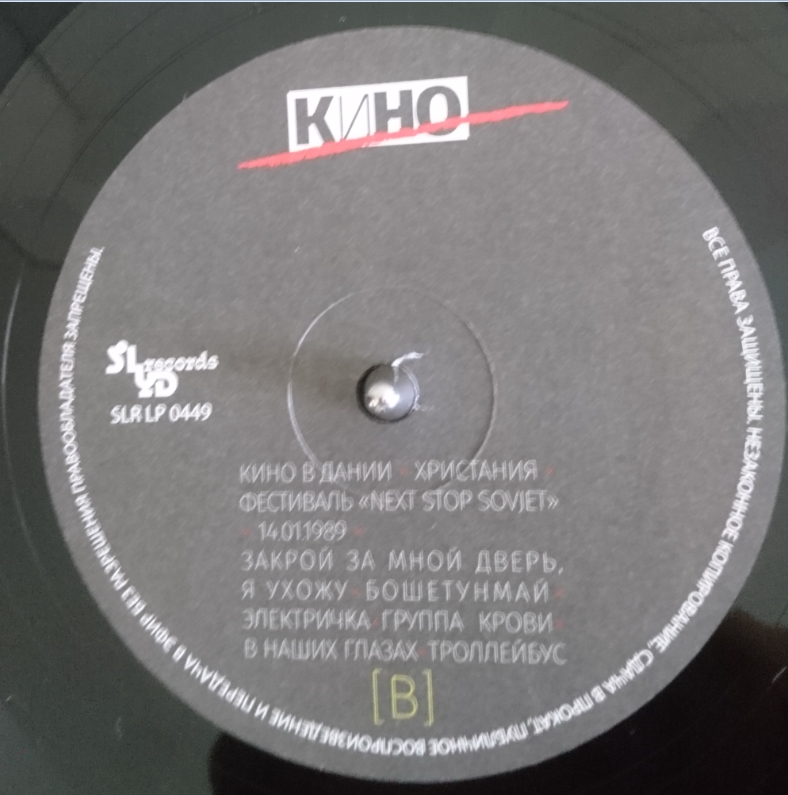 КИНО
SLYD records
SLR LP 0449
КИНО В ДАНИИ • ХРИСТАНИЯ •
ФЕСТИВАЛЬ «NEXT STOP SOVJET»
• 14.01.1989 •
ЗАКРОЙ ЗА МНОЙ ДВЕРЬ,
Я УХОЖУ • БОШЕТУНМАЙ •
ЭЛЕКТРИЧКА • ГРУППА КРОВИ •
В НАШИХ ГЛАЗАХ • ТРОЛЛЕЙБУС
[B]
ВСЕ ПРАВА ЗАЩИЩЕНЫ. НЕЗАКОННОЕ КОПИРОВАНИЕ, СДАЧА В ПРОКАТ, ПУБЛИЧНОЕ ВОСПРОИЗВЕДЕНИЕ И ПЕРЕДАЧА В ЭФИР БЕЗ РАЗРЕШЕНИЯ ПРАВООБЛАДАТЕЛЯ ЗАПРЕЩЕНЫ.